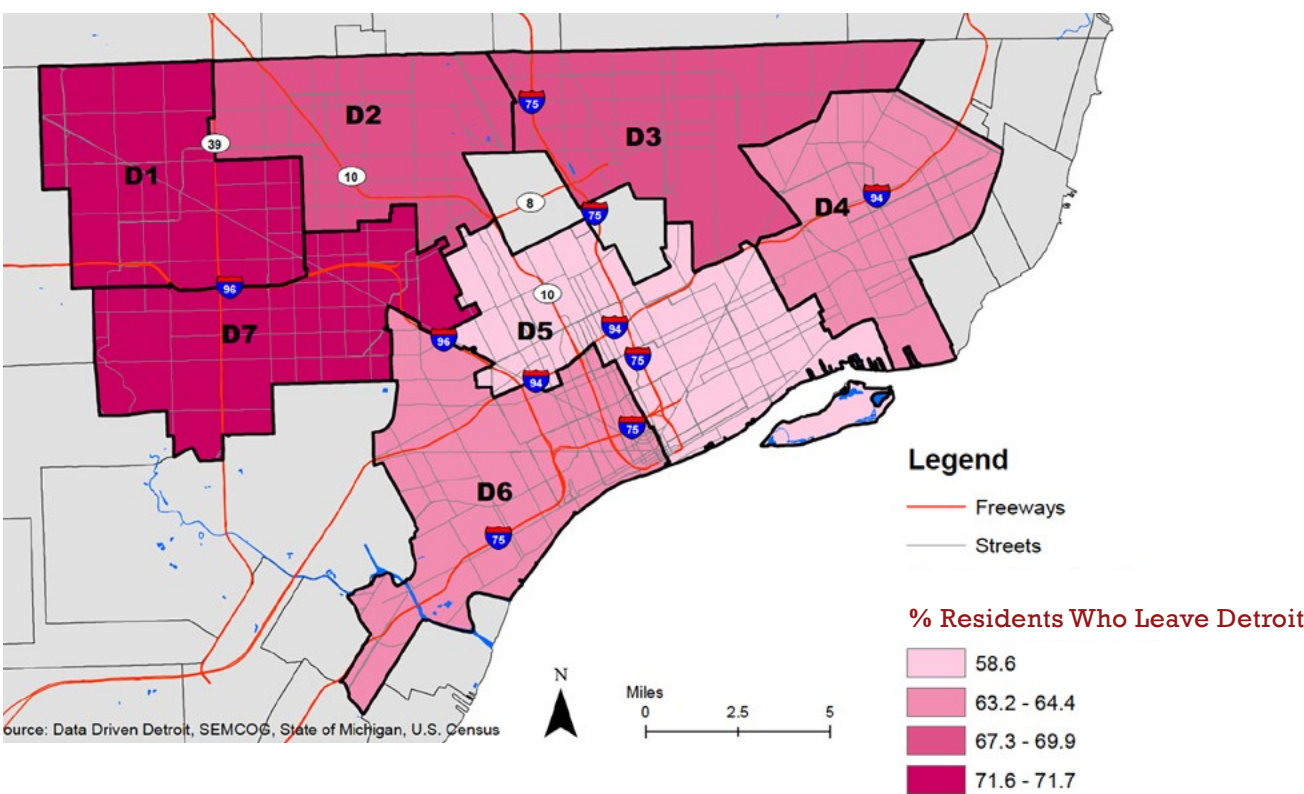 75
D2
D3
39
10
D1
94
D4
8
75
96
10
94
D5
D7
96
75
94
75
D6
75
Legend
Freeways
Streets
% Residents Who Leave Detroit
58.6
63.2 - 64.4
67.3 - 69.9
71.6 - 71.7
N
Miles
0 2.5 5
ource: Data Driven Detroit, SEMCOG, State of Michigan, U.S. Census